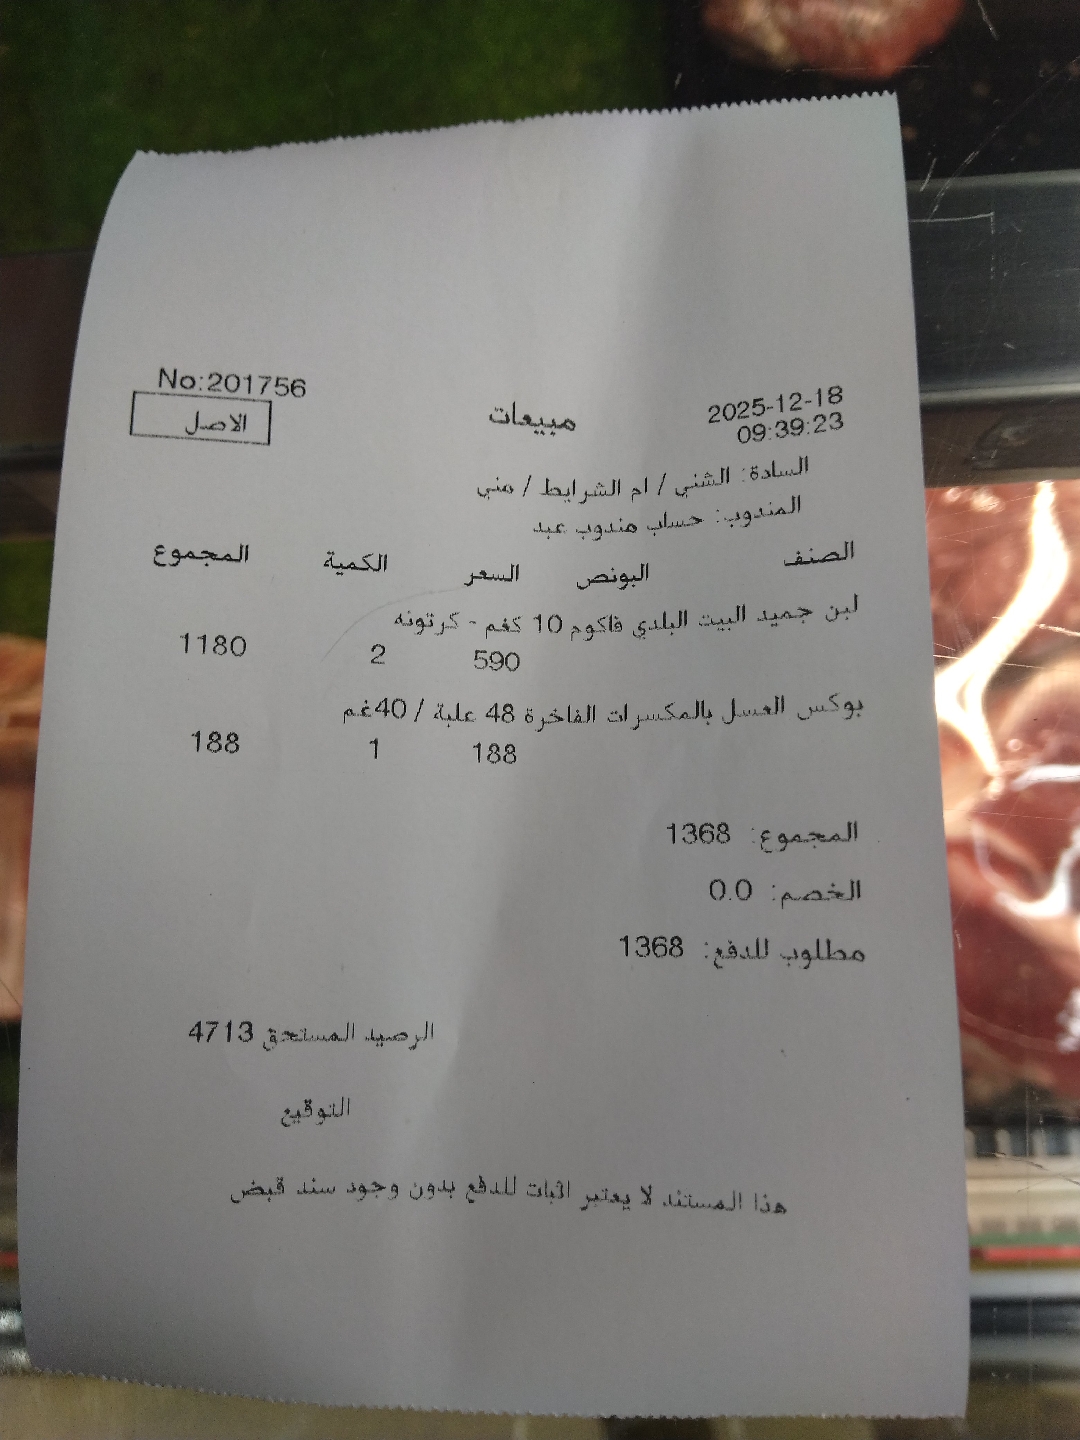 No:201756
2025-12-18
مبيعات
الاصل
09:39:23
السادة: الشني / ام الشرايط / مني
المندوب: حساب مندوب عبد
الصنف البونص السعر الكمية المجموع
لبن جميد البيت البلدي فاكوم 10 كغم - كرتونه
590 2 1180
بوكس العسل بالمكسرات الفاخرة 48 علبة / 40غم
188 1 188
المجموع: 1368
الخصم: 0.0
مطلوب للدفع: 1368
الرصيد المستحق 4713
التوقيع
هذا المستند لا يعتبر اثبات للدفع بدون وجود سند قبض